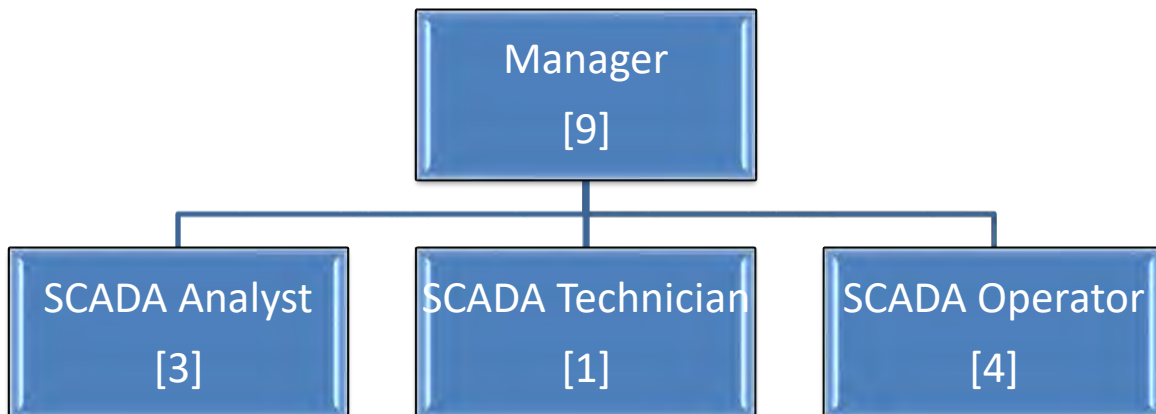 Manager
[9]
SCADA Analyst
[3]
SCADA Technician
[1]
SCADA Operator
[4]